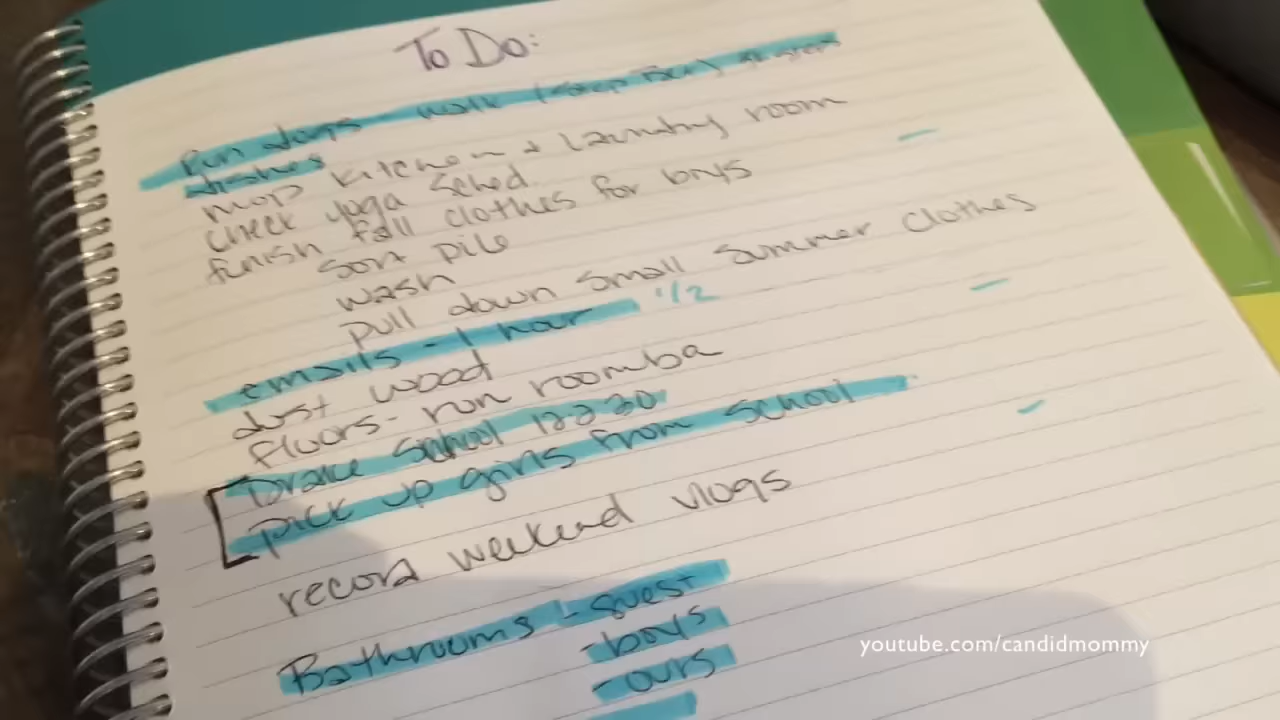 To Do:
Run dogs - walk
dishes
mop kitchen + laundry room
check yoga sched
finish fall clothes for boys
sort pile
wash
pull down small summer clothes
emails - 1 hour 1/2
dust wood
floors - run roomba
Drake School
pick up girls from school
record weekend vlogs
Bathrooms - guest
- boys
- ours
youtube.com/candidmommy